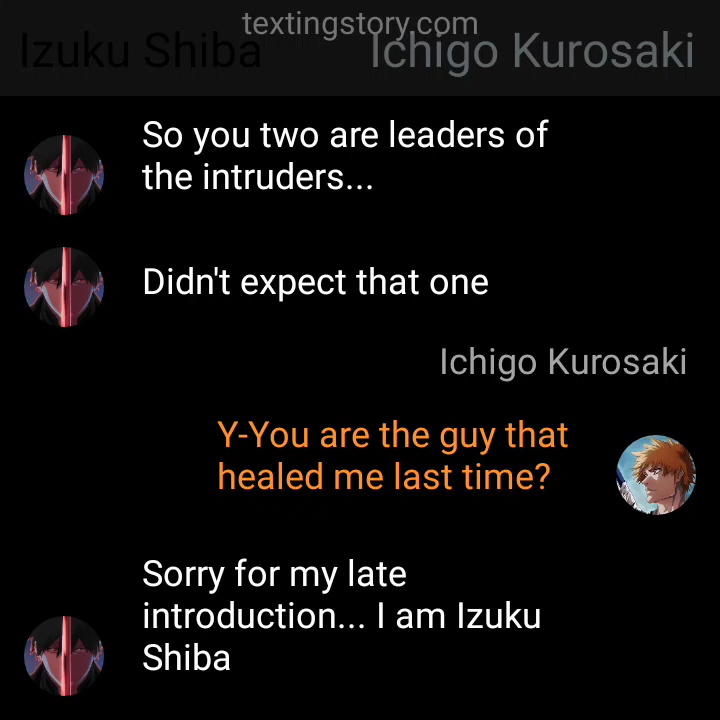 textingstory.com
Izuku Shiba
Ichigo Kurosaki
So you two are leaders of
the intruders...
Didn't expect that one
Ichigo Kurosaki
Y-You are the guy that
healed me last time?
Sorry for my late
introduction... I am Izuku
Shiba